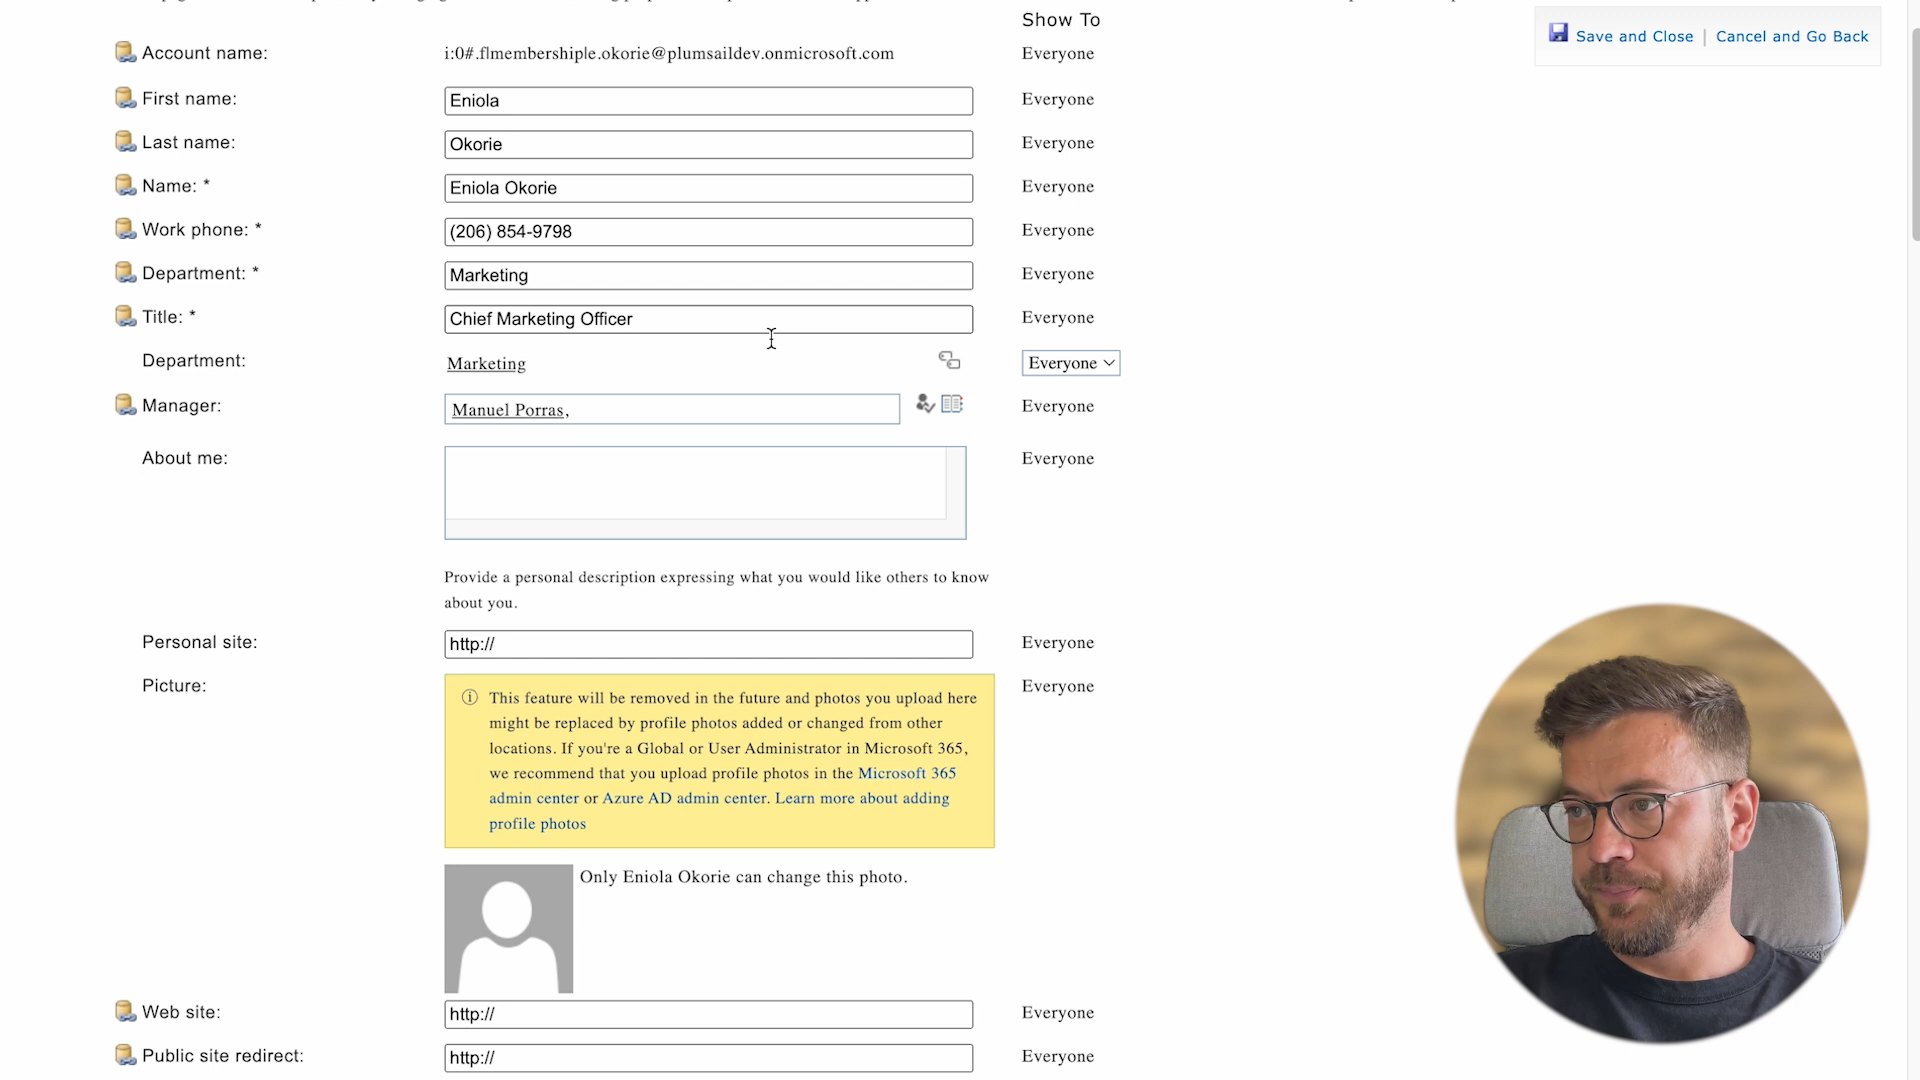 Show To
Save and Close | Cancel and Go Back
Account name: i:0#.f|membership|e.okorie@plumsaildev.onmicrosoft.com Everyone
First name: Eniola Everyone
Last name: Okorie Everyone
Name: * Eniola Okorie Everyone
Work phone: * (206) 854-9798 Everyone
Department: * Marketing Everyone
Title: * Chief Marketing Officer Everyone
Department: Marketing Everyone
Manager: Manuel Porras, Everyone
About me: Everyone
Provide a personal description expressing what you would like others to know
about you.
Personal site: http:// Everyone
Picture: Everyone
This feature will be removed in the future and photos you upload here
might be replaced by profile photos added or changed from other
locations. If you're a Global or User Administrator in Microsoft 365,
we recommend that you upload profile photos in the Microsoft 365
admin center or Azure AD admin center. Learn more about adding
profile photos
Only Eniola Okorie can change this photo.
Web site: http:// Everyone
Public site redirect: http:// Everyone